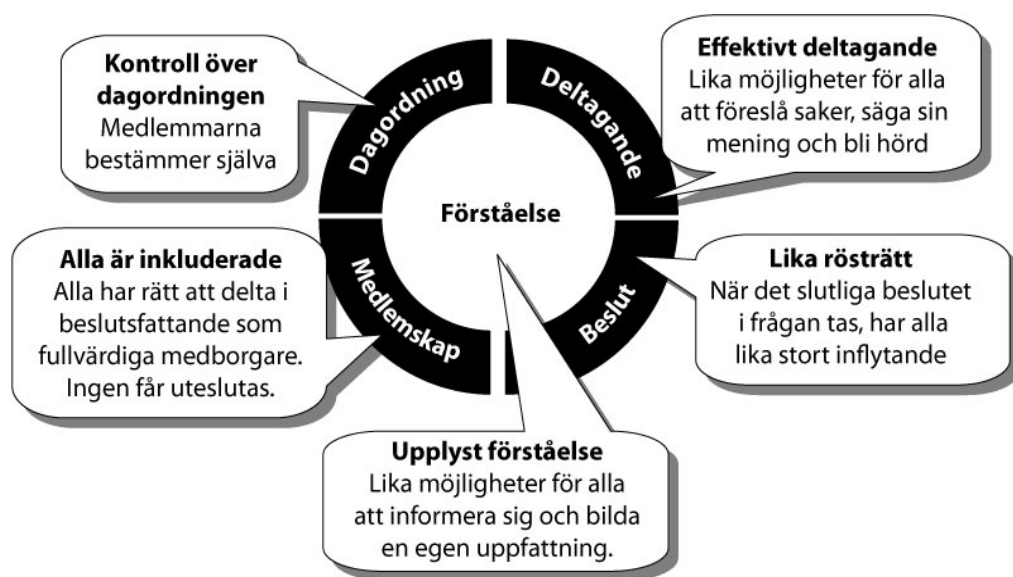 Kontroll över
dagordningen
Medlemmarna
bestämmer själva
Dagordning
Deltagande
Effektivt deltagande
Lika möjligheter för alla
att föreslå saker, säga sin
mening och bli hörd
Förståelse
Alla är inkluderade
Alla har rätt att delta i
beslutsfattande som
fullvärdiga medborgare.
Ingen får uteslutas.
Medlemskap
Beslut
Lika rösträtt
När det slutliga beslutet
i frågan tas, har alla
lika stort inflytande
Upplyst förståelse
Lika möjligheter för alla
att informera sig och bilda
en egen uppfattning.